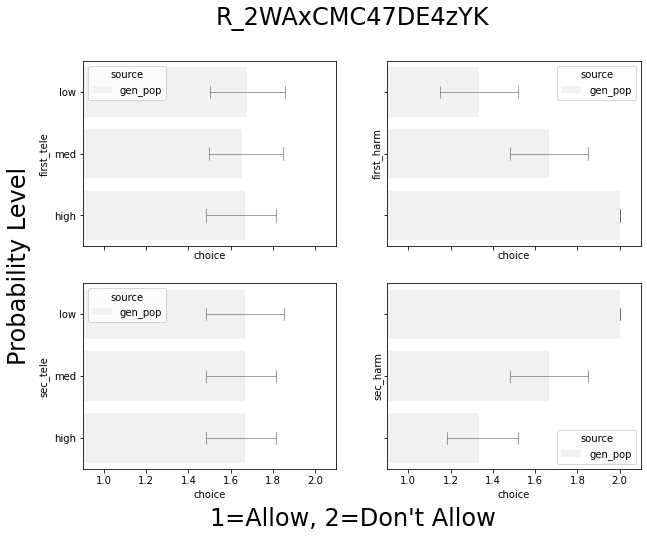 R_2WAxCMC47DE4zYK
source
gen_pop
low
med
high
first_tele
choice
source
gen_pop
first_harm
choice
Probability Level
source
gen_pop
low
med
high
sec_tele
1.0 1.2 1.4 1.6 1.8 2.0
choice
sec_harm
source
gen_pop
1.0 1.2 1.4 1.6 1.8 2.0
choice
1=Allow, 2=Don't Allow